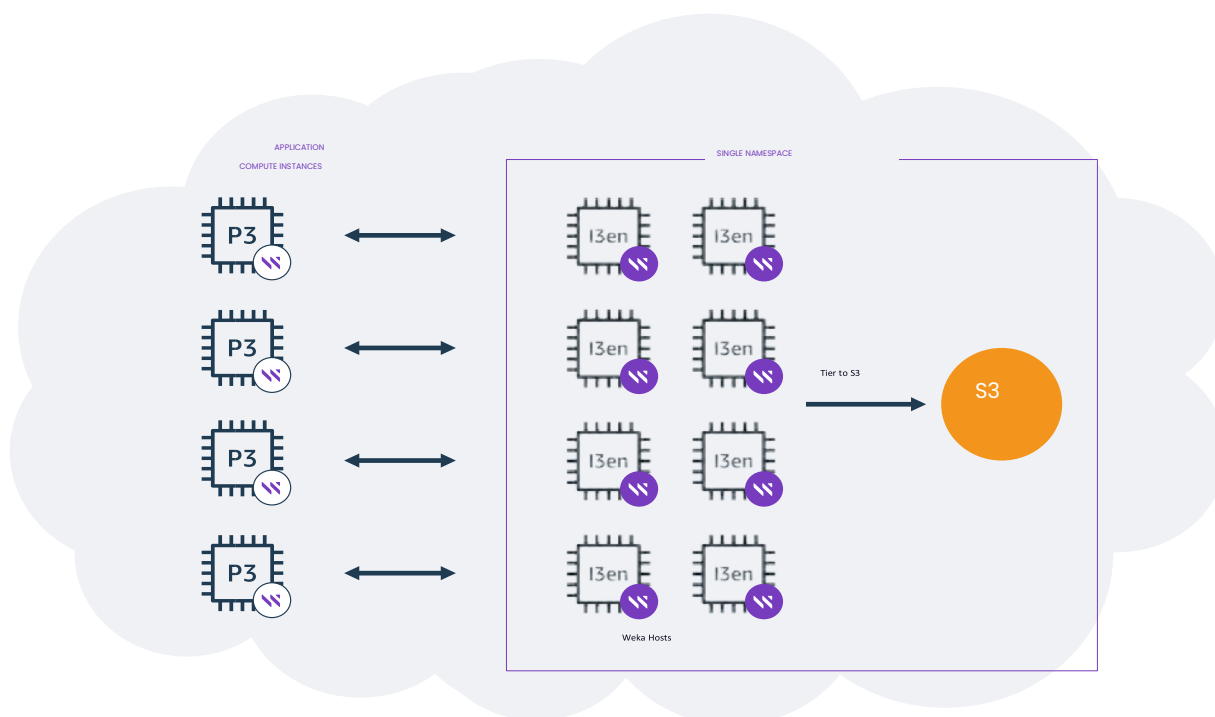 APPLICATION
COMPUTE INSTANCES
SINGLE NAMESPACE
P3
I3en
I3en
P3
I3en
I3en
Tier to S3
S3
P3
I3en
I3en
P3
I3en
I3en
Weka Hosts